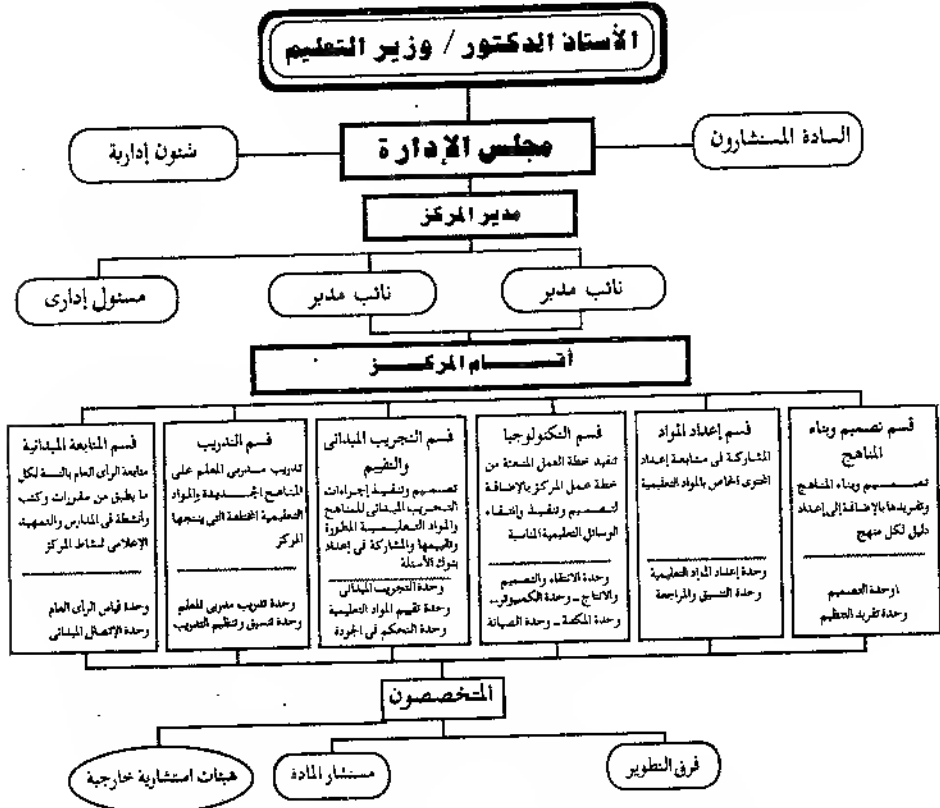 الأستاذ الدكتور / وزير التعليم
مجلس الإدارة
السادة المستشارون
شئون إدارية
مدير المركز
نائب مدير
نائب مدير
مسئول إدارى
أقسام المركز
قسم تصميم وبناء
المناهج
تصميم وبناء المناهج
وتفريدها بالإضافة إلى إعداد
دليل لكل منهج
وحدة التصميم
وحدة تفريد التنظيم
قسم إعداد المواد
المشاركة فى متابعة إعداد
المحتوى الخاص بالمواد التعليمية
وحدة إعداد المواد التعليمية
وحدة التنسيق والمراجعة
قسم التكنولوجيا
تنفيذ خطة العمل المنبثقة من
خطة عمل المركز بالإضافة
لتصميم وتنفيذ وانتقاء
الوسائل التعليمية المناسبة
وحدة الانتقاء والتصميم
والانتاج – وحدة الكمبيوتر –
وحدة المكتبة – وحدة الصيانة
قسم التجريب الميدانى
والتقييم
تصميم وتنفيذ إجراءات
التجريب الميدانى للمناهج
والمواد التعليمية المطورة
وتقييمها والمشاركة فى إعداد
بنوك الأسئلة
وحدة التجريب الميدانى
وحدة تقييم المواد التعليمية
وحدة التحكم فى الجودة
قسم التدريب
تدريب مدربى المعلم على
المناهج الجديدة والمواد
التعليمية المختلفة التى ينتجها
المركز
وحدة تدريب مدربى المعلم
وحدة تنسيق وتنظيم التدريب
قسم المتابعة الميدانية
متابعة الرأى العام بالنسبة لكل
ما يطبق من مقررات وكتب
وأنشطة فى المدارس
الإعلامى لنشاط المركز
وحدة قياس الرأى العام
وحدة الإتصال الميدانى
المتخصصون
فرق التطوير
مستشار المادة
هيئات استشارية خارجية